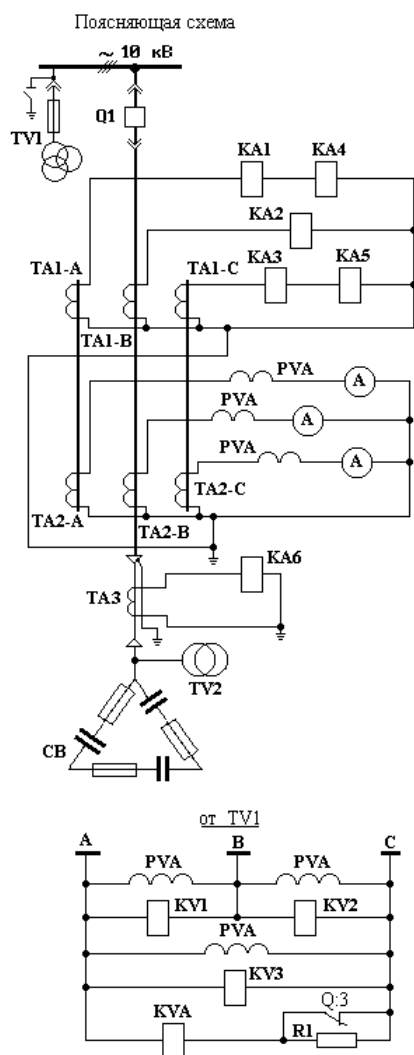 Поясняющая схема
~ 10 кВ
Q1
TV1
KA1 KA4
KA2
TA1-A TA1-C KA3 KA5
TA1-B
PVA A
PVA A
PVA A
TA2-C
TA2-A TA2-B
KA6
TA3
TV2
CB
от TV1
A B C
PVA PVA
KV1 KV2
PVA
KV3
Q:3
KVA R1